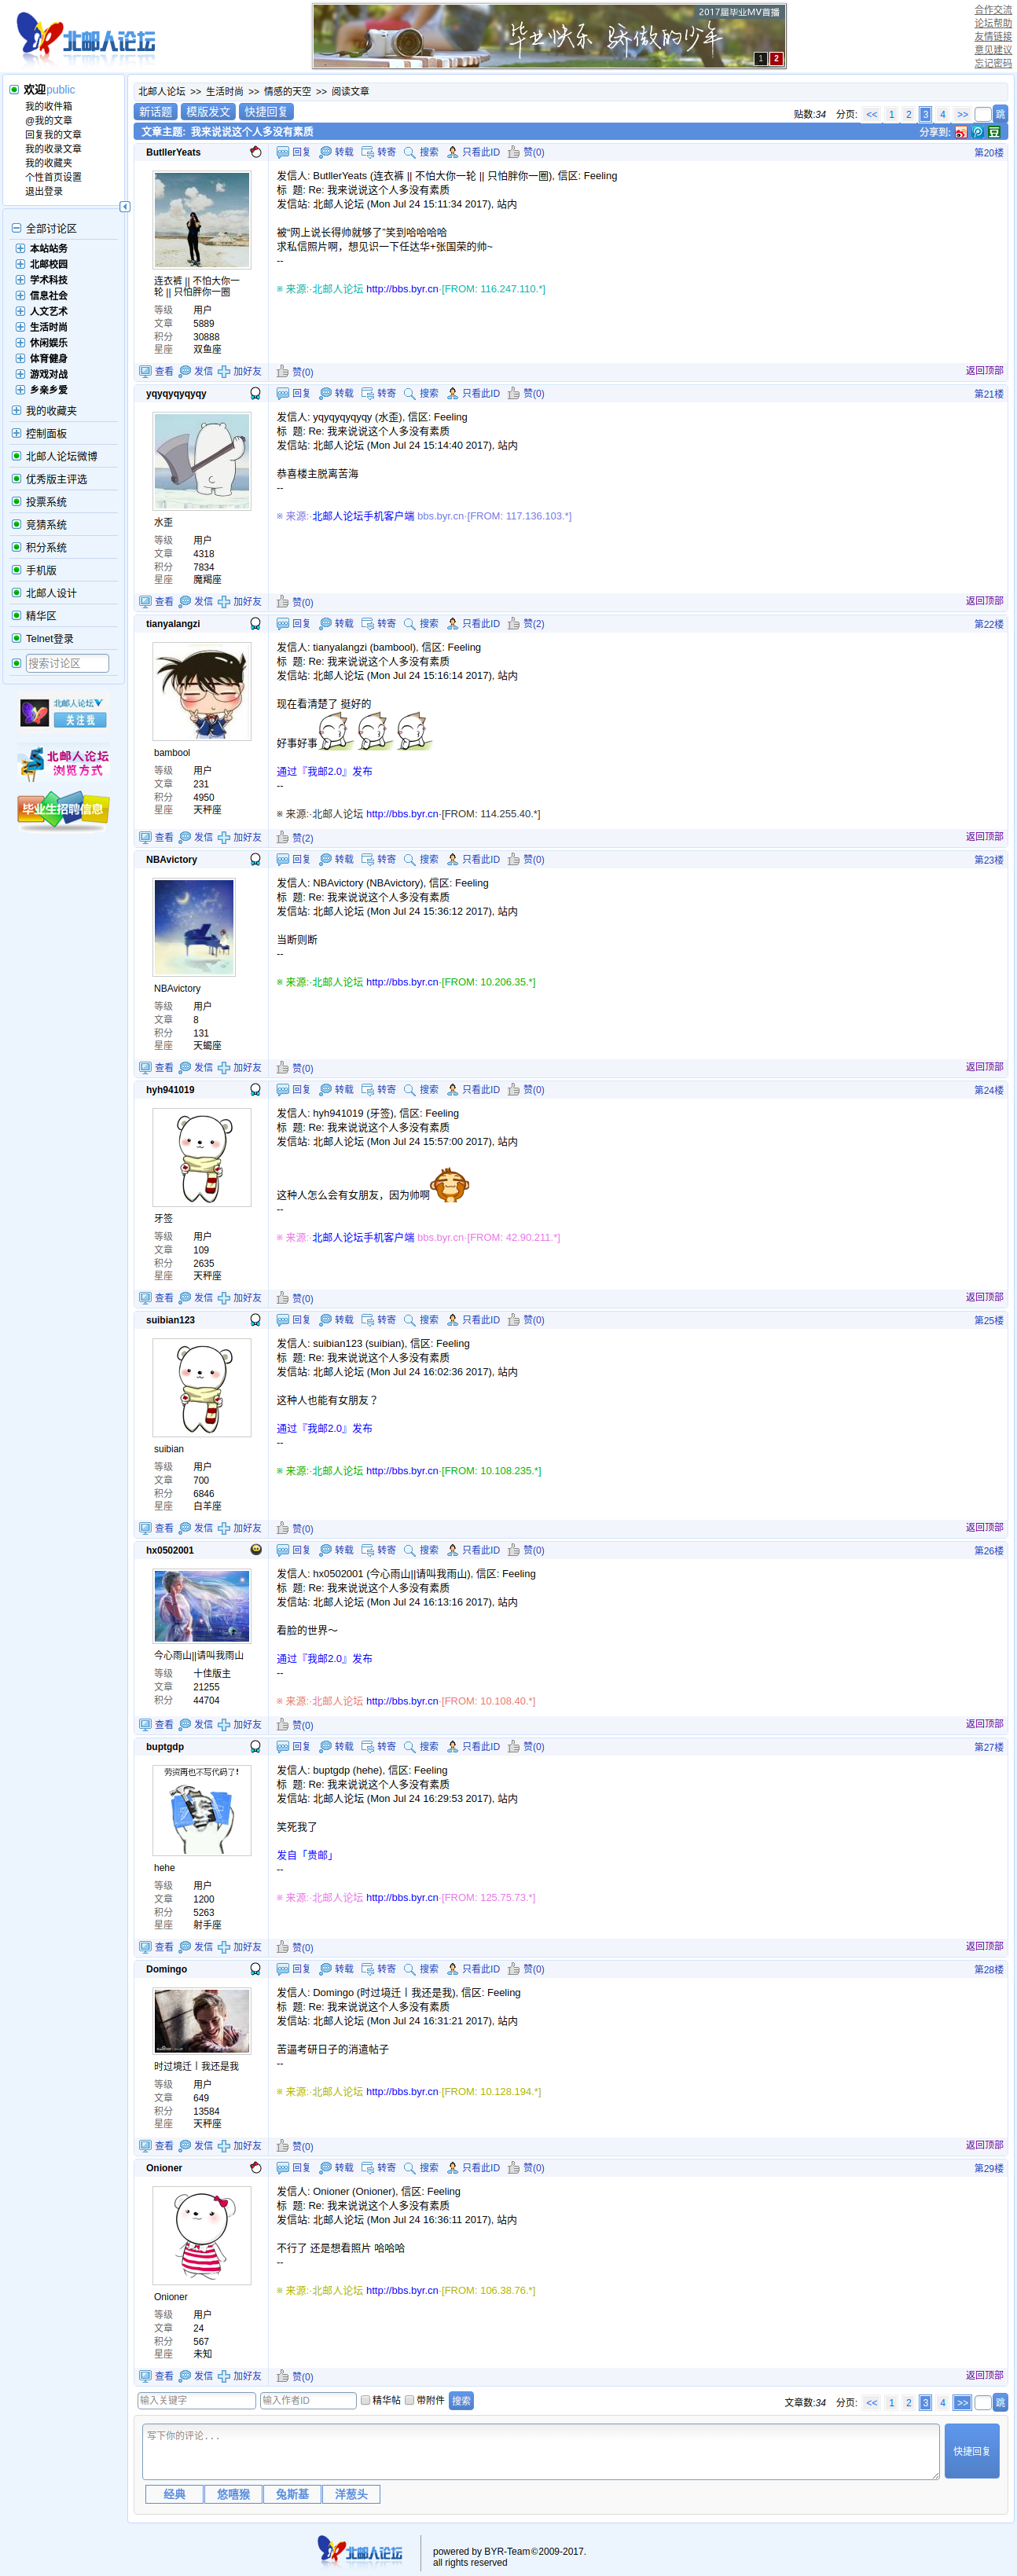 北邮人论坛
2017届毕业MV首播
毕业快乐 骄傲的少年
1 2
合作交流
论坛帮助
友情链接
意见建议
忘记密码
欢迎public
我的收件箱
@我的文章
回复我的文章
我的收录文章
我的收藏夹
个性首页设置
退出登录
全部讨论区
本站站务
北邮校园
学术科技
信息社会
人文艺术
生活时尚
休闲娱乐
体育健身
游戏对战
乡亲乡爱
我的收藏夹
控制面板
北邮人论坛微博
优秀版主评选
投票系统
竞猜系统
积分系统
手机版
北邮人设计
精华区
Telnet登录
搜索讨论区
北邮人论坛
关注我
北邮人论坛
浏览方式
毕业生招聘信息
北邮人论坛 >> 生活时尚 >> 情感的天空 >> 阅读文章
新话题 模版发文 快捷回复
贴数:34 分页: << 1 2 3 4 >> 跳
文章主题: 我来说说这个人多没有素质 分享到: 豆
ButllerYeats 回复 转载 转寄 搜索 只看此ID 赞(0) 第20楼
连衣裤 || 不怕大你一
轮 || 只怕胖你一圈
等级 用户
文章 5889
积分 30888
星座 双鱼座
发信人: ButllerYeats (连衣裤 || 不怕大你一轮 || 只怕胖你一圈), 信区: Feeling
标 题: Re: 我来说说这个人多没有素质
发信站: 北邮人论坛 (Mon Jul 24 15:11:34 2017), 站内
被“网上说长得帅就够了”笑到哈哈哈哈
求私信照片啊，想见识一下任达华+张国荣的帅~
--
※ 来源:·北邮人论坛 http://bbs.byr.cn·[FROM: 116.247.110.*]
查看 发信 加好友 赞(0) 返回顶部
yqyqyqyqyqy 回复 转载 转寄 搜索 只看此ID 赞(0) 第21楼
水歪
等级 用户
文章 4318
积分 7834
星座 魔羯座
发信人: yqyqyqyqyqy (水歪), 信区: Feeling
标 题: Re: 我来说说这个人多没有素质
发信站: 北邮人论坛 (Mon Jul 24 15:14:40 2017), 站内
恭喜楼主脱离苦海
--
※ 来源:·北邮人论坛手机客户端 bbs.byr.cn·[FROM: 117.136.103.*]
查看 发信 加好友 赞(0) 返回顶部
tianyalangzi 回复 转载 转寄 搜索 只看此ID 赞(2) 第22楼
bambool
等级 用户
文章 231
积分 4950
星座 天秤座
发信人: tianyalangzi (bambool), 信区: Feeling
标 题: Re: 我来说说这个人多没有素质
发信站: 北邮人论坛 (Mon Jul 24 15:16:14 2017), 站内
现在看清楚了 挺好的
好事好事
通过『我邮2.0』发布
--
※ 来源:·北邮人论坛 http://bbs.byr.cn·[FROM: 114.255.40.*]
查看 发信 加好友 赞(2) 返回顶部
NBAvictory 回复 转载 转寄 搜索 只看此ID 赞(0) 第23楼
NBAvictory
等级 用户
文章 8
积分 131
星座 天蝎座
发信人: NBAvictory (NBAvictory), 信区: Feeling
标 题: Re: 我来说说这个人多没有素质
发信站: 北邮人论坛 (Mon Jul 24 15:36:12 2017), 站内
当断则断
--
※ 来源:·北邮人论坛 http://bbs.byr.cn·[FROM: 10.206.35.*]
查看 发信 加好友 赞(0) 返回顶部
hyh941019 回复 转载 转寄 搜索 只看此ID 赞(0) 第24楼
牙签
等级 用户
文章 109
积分 2635
星座 天秤座
发信人: hyh941019 (牙签), 信区: Feeling
标 题: Re: 我来说说这个人多没有素质
发信站: 北邮人论坛 (Mon Jul 24 15:57:00 2017), 站内
这种人怎么会有女朋友，因为帅啊
--
※ 来源:·北邮人论坛手机客户端 bbs.byr.cn·[FROM: 42.90.211.*]
查看 发信 加好友 赞(0) 返回顶部
suibian123 回复 转载 转寄 搜索 只看此ID 赞(0) 第25楼
suibian
等级 用户
文章 700
积分 6846
星座 白羊座
发信人: suibian123 (suibian), 信区: Feeling
标 题: Re: 我来说说这个人多没有素质
发信站: 北邮人论坛 (Mon Jul 24 16:02:36 2017), 站内
这种人也能有女朋友？
通过『我邮2.0』发布
--
※ 来源:·北邮人论坛 http://bbs.byr.cn·[FROM: 10.108.235.*]
查看 发信 加好友 赞(0) 返回顶部
hx0502001 回复 转载 转寄 搜索 只看此ID 赞(0) 第26楼
今心雨山||请叫我雨山
等级 十佳版主
文章 21255
积分 44704
发信人: hx0502001 (今心雨山||请叫我雨山), 信区: Feeling
标 题: Re: 我来说说这个人多没有素质
发信站: 北邮人论坛 (Mon Jul 24 16:13:16 2017), 站内
看脸的世界～
通过『我邮2.0』发布
--
※ 来源:·北邮人论坛 http://bbs.byr.cn·[FROM: 10.108.40.*]
查看 发信 加好友 赞(0) 返回顶部
buptgdp 回复 转载 转寄 搜索 只看此ID 赞(0) 第27楼
劳资再也不写代码了!
hehe
等级 用户
文章 1200
积分 5263
星座 射手座
发信人: buptgdp (hehe), 信区: Feeling
标 题: Re: 我来说说这个人多没有素质
发信站: 北邮人论坛 (Mon Jul 24 16:29:53 2017), 站内
笑死我了
发自「贵邮」
--
※ 来源:·北邮人论坛 http://bbs.byr.cn·[FROM: 125.75.73.*]
查看 发信 加好友 赞(0) 返回顶部
Domingo 回复 转载 转寄 搜索 只看此ID 赞(0) 第28楼
时过境迁丨我还是我
等级 用户
文章 649
积分 13584
星座 天秤座
发信人: Domingo (时过境迁丨我还是我), 信区: Feeling
标 题: Re: 我来说说这个人多没有素质
发信站: 北邮人论坛 (Mon Jul 24 16:31:21 2017), 站内
苦逼考研日子的消遣帖子
--
※ 来源:·北邮人论坛 http://bbs.byr.cn·[FROM: 10.128.194.*]
查看 发信 加好友 赞(0) 返回顶部
Onioner 回复 转载 转寄 搜索 只看此ID 赞(0) 第29楼
Onioner
等级 用户
文章 24
积分 567
星座 未知
发信人: Onioner (Onioner), 信区: Feeling
标 题: Re: 我来说说这个人多没有素质
发信站: 北邮人论坛 (Mon Jul 24 16:36:11 2017), 站内
不行了 还是想看照片 哈哈哈
--
※ 来源:·北邮人论坛 http://bbs.byr.cn·[FROM: 106.38.76.*]
查看 发信 加好友 赞(0) 返回顶部
输入关键字 输入作者ID 精华帖 带附件 搜索
文章数:34 分页: << 1 2 3 4 >> 跳
写下你的评论...
快捷回复
经典 悠嘻猴 兔斯基 洋葱头
北邮人论坛
powered by BYR-Team©2009-2017.
all rights reserved